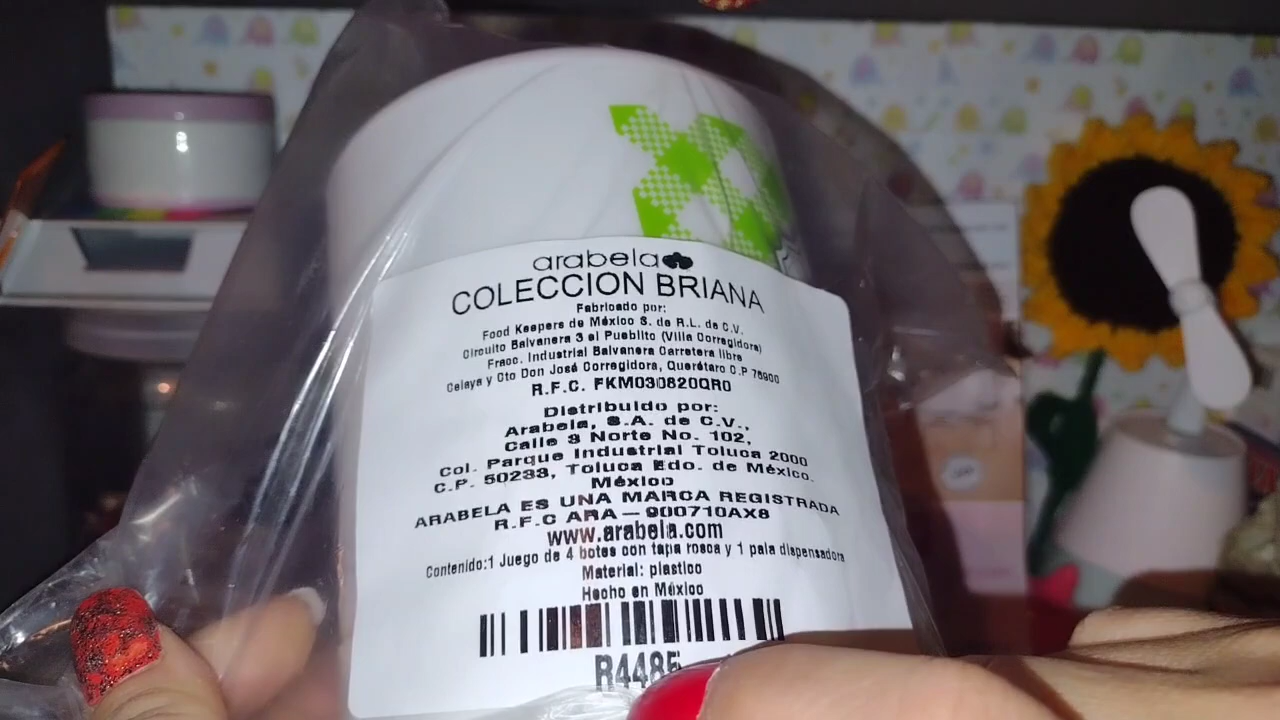 arabela
COLECCION BRIANA
Fabricado por:
Food Keepers de México S. de R.L. de C.V.
Circuito Balvanera 3 el Pueblito (Villa Corregidora)
Fracc. Industrial Balvanera Carretera libre
Celaya y Cto Don José Corregidora, Querétaro C.P 76900
R.F.C. FKM030820QR0
Distribuido por:
Arabela, S.A. de C.V.,
Calle 3 Norte No. 102,
Col. Parque Industrial Toluca 2000
C.P. 50233, Toluca Edo. de México.
México
ARABELA ES UNA MARCA REGISTRADA
R.F.C ARA – 900710AX8
www.arabela.com
Contenido:1 Juego de 4 botes con tapa rosca y 1 pala dispensadora
Material: plastico
Hecho en México
R4485